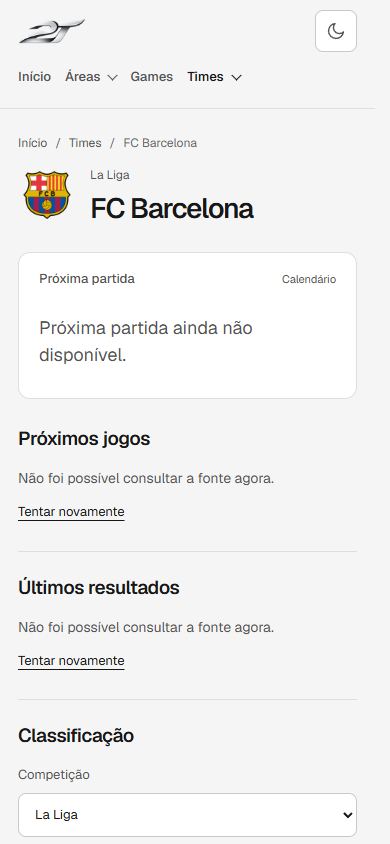 Início Áreas Games Times
Início / Times / FC Barcelona
La Liga
FCB
FC Barcelona
Próxima partida Calendário
Próxima partida ainda não
disponível.
Próximos jogos
Não foi possível consultar a fonte agora.
Tentar novamente
Últimos resultados
Não foi possível consultar a fonte agora.
Tentar novamente
Classificação
Competição
La Liga